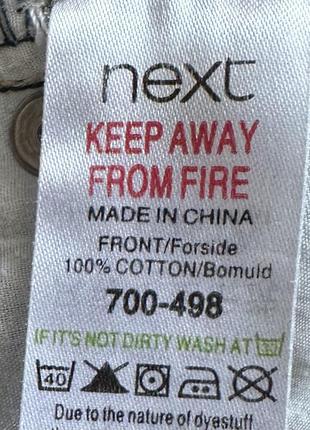 next
KEEP AWAY
FROM FIRE
MADE IN CHINA
FRONT/Forside
100% COTTON/Bomuld
700-498
IF IT'S NOT DIRTY WASH AT
40
Due to the nature of dyestuff